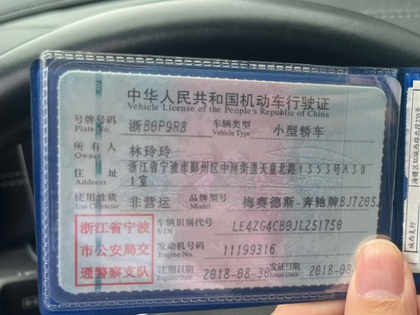 中华人民共和国机动车行驶证
Vehicle License of the People's Republic of China
号牌号码 浙B0P9R8 车辆类型 小型轿车
Plate No. Vehicle Type
所有人 林玲玲
Owner
住址 浙江省宁波市鄞州区中河街道天童北路1555号A50
Address 1室
使用性质 非营运 品牌型号 梅赛德斯-奔驰牌BJ7205
Use Character Model
浙江省宁波
市公安局交
通警察支队
车辆识别代号 LE4ZG4CB0JL251750
VIN
发动机号码 11199316
Engine No.
注册日期 2018-08-30 发证日期 2018-08-
Register Date Issue Date